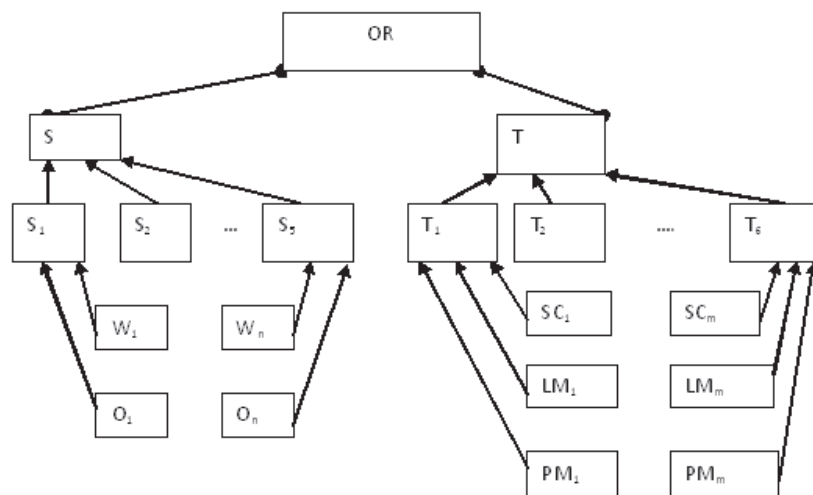 OR
S T
S₁ S₂ ... S₅ T₁ T₂ .... T₆
W₁ Wₙ SC₁ SCₘ
LM₁ LMₘ
O₁ Oₙ
PM₁ PMₘ